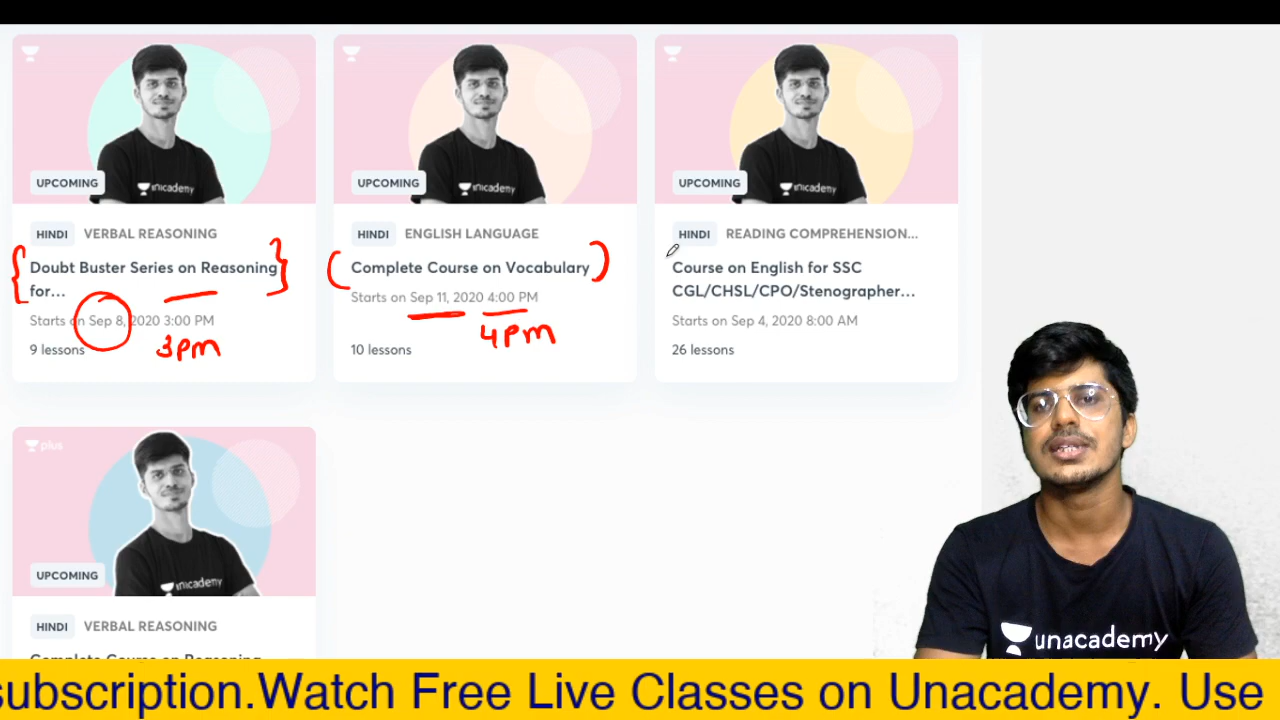 unacademy
UPCOMING
HINDI VERBAL REASONING
Doubt Buster Series on Reasoning
for...
Starts on Sep 8, 2020 3:00 PM
3pm
9 lessons
unacademy
UPCOMING
HINDI ENGLISH LANGUAGE
Complete Course on Vocabulary
Starts on Sep 11, 2020 4:00 PM
4pm
10 lessons
unacademy
UPCOMING
HINDI READING COMPREHENSION...
Course on English for SSC
CGL/CHSL/CPO/Stenographer...
Starts on Sep 4, 2020 8:00 AM
26 lessons
plus
unacademy
UPCOMING
HINDI VERBAL REASONING
Complete Course on Reasoning
unacademy
subscription.Watch Free Live Classes on Unacademy. Use